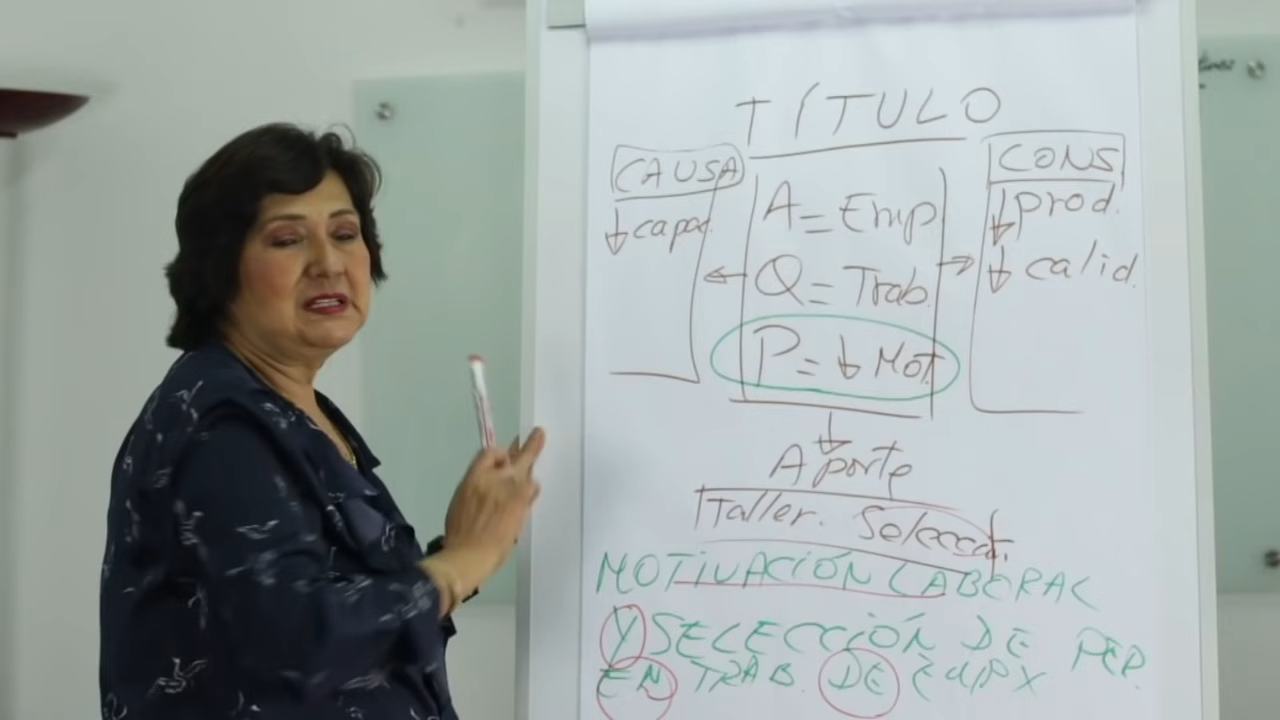 TÍTULO
CAUSA
↓ capac.
A = Emp
Q = Trab.
P = ↓ Mot.
CONS
↓ prod.
↓ calid.
Aporte
Taller. Selecc.
MOTIVACIÓN LABORAL
Y SELECCIÓN DE PER.
EN TRAB. DE EMP X